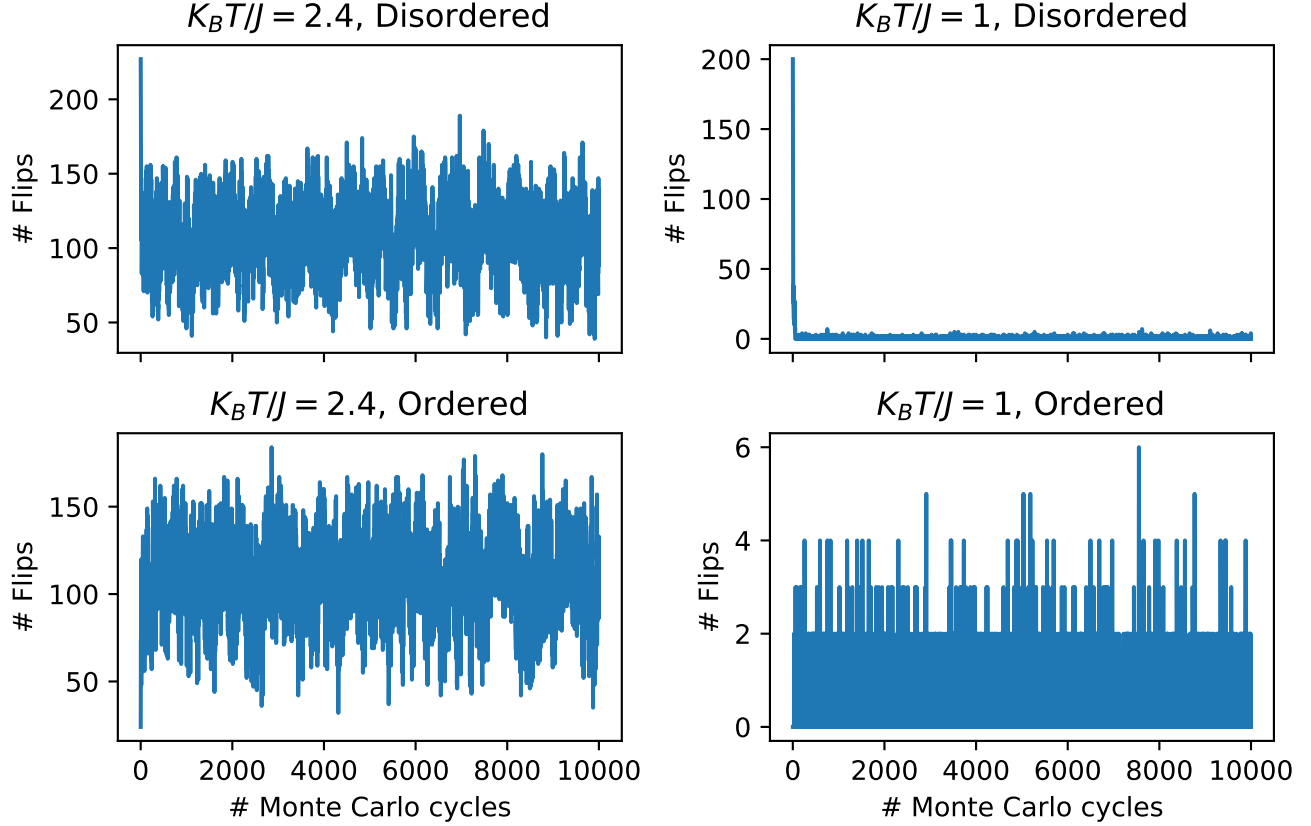 K_BT/J = 2.4, Disordered
# Flips
200
150
100
50
K_BT/J = 1, Disordered
# Flips
200
150
100
50
0
K_BT/J = 2.4, Ordered
# Flips
150
100
50
0 2000 4000 6000 8000 10000
# Monte Carlo cycles
K_BT/J = 1, Ordered
# Flips
6
4
2
0
0 2000 4000 6000 8000 10000
# Monte Carlo cycles